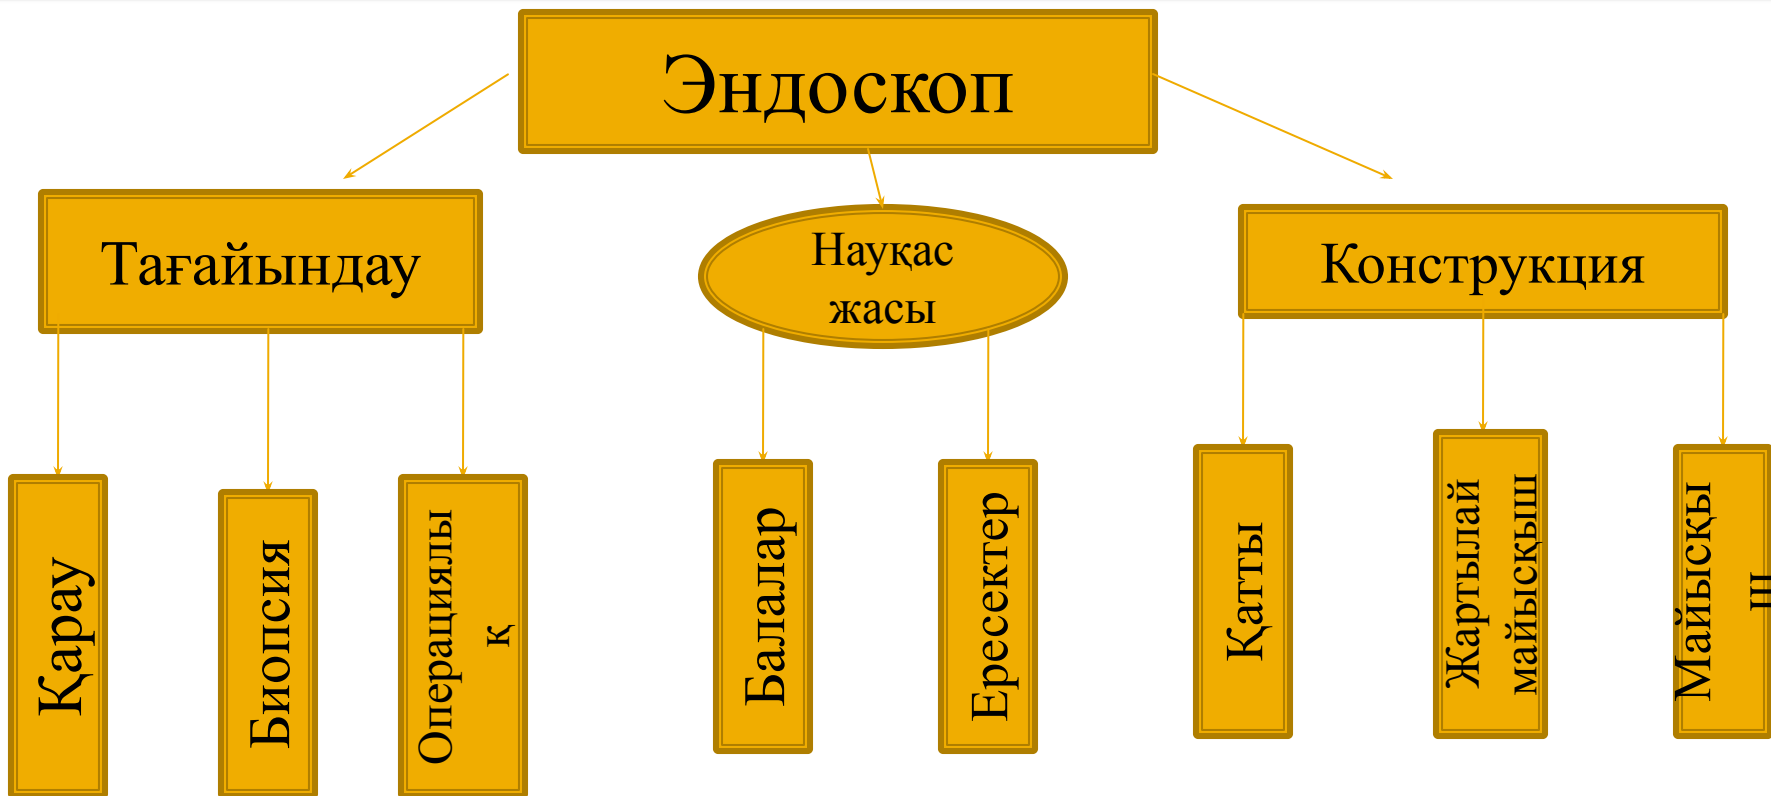 Эндоскоп
Тағайындау
Науқас
жасы
Конструкция
Қарау
Биопсия
Операциялы
қ
Балалар
Ересектер
Қатты
Жартылай
майысқыш
Майысқы
ш